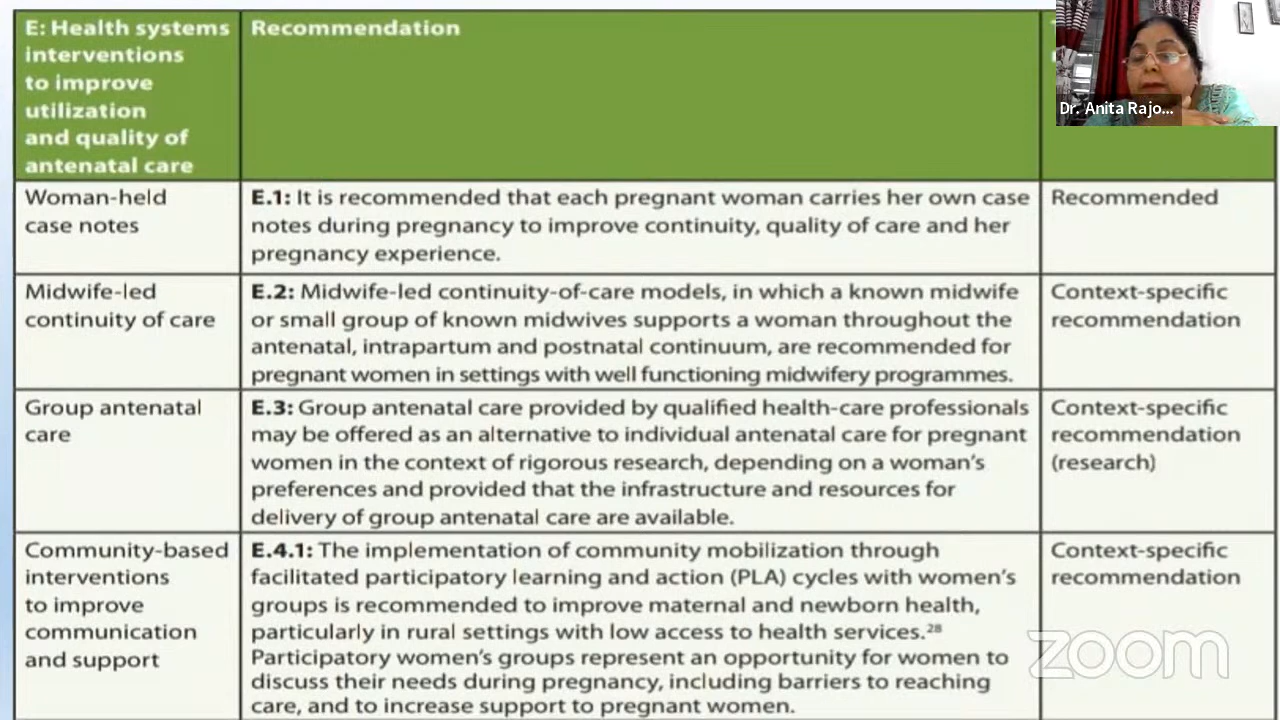 E: Health systems
interventions
to improve
utilization
and quality of
antenatal care
Recommendation
Dr. Anita Rajo...
Woman-held
case notes
E.1: It is recommended that each pregnant woman carries her own case
notes during pregnancy to improve continuity, quality of care and her
pregnancy experience.
Recommended
Midwife-led
continuity of care
E.2: Midwife-led continuity-of-care models, in which a known midwife
or small group of known midwives supports a woman throughout the
antenatal, intrapartum and postnatal continuum, are recommended for
pregnant women in settings with well functioning midwifery programmes.
Context-specific
recommendation
Group antenatal
care
E.3: Group antenatal care provided by qualified health-care professionals
may be offered as an alternative to individual antenatal care for pregnant
women in the context of rigorous research, depending on a woman's
preferences and provided that the infrastructure and resources for
delivery of group antenatal care are available.
Context-specific
recommendation
(research)
Community-based
interventions
to improve
communication
and support
E.4.1: The implementation of community mobilization through
facilitated participatory learning and action (PLA) cycles with women's
groups is recommended to improve maternal and newborn health,
particularly in rural settings with low access to health services.²⁸
Participatory women's groups represent an opportunity for women to
discuss their needs during pregnancy, including barriers to reaching
care, and to increase support to pregnant women.
Context-specific
recommendation
zoom